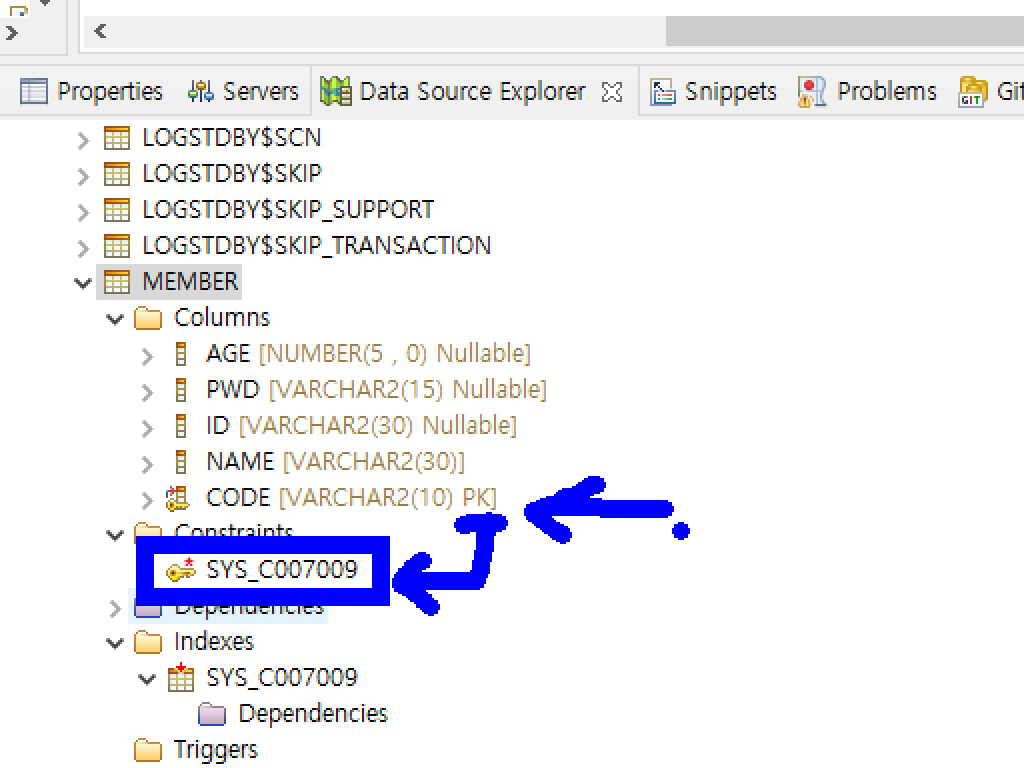 Properties Servers Data Source Explorer Snippets Problems Git
LOGSTDBY$SCN
LOGSTDBY$SKIP
LOGSTDBY$SKIP_SUPPORT
LOGSTDBY$SKIP_TRANSACTION
MEMBER
Columns
AGE [NUMBER(5 , 0) Nullable]
PWD [VARCHAR2(15) Nullable]
ID [VARCHAR2(30) Nullable]
NAME [VARCHAR2(30)]
CODE [VARCHAR2(10) PK]
Constraints
SYS_C007009
Dependencies
Indexes
SYS_C007009
Dependencies
Triggers